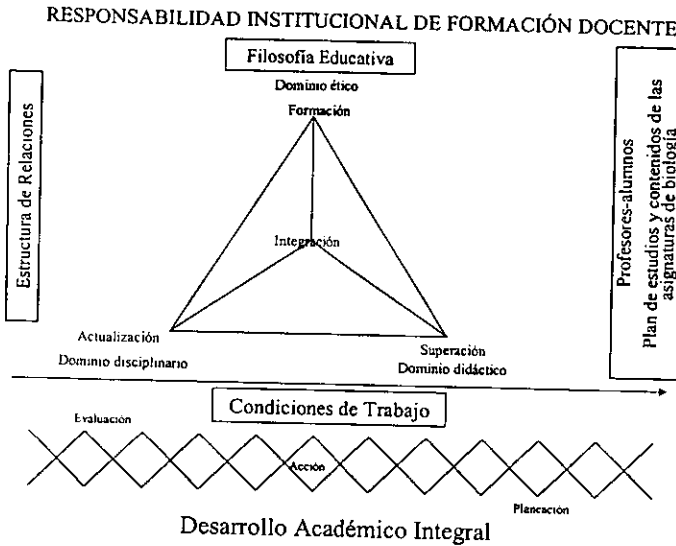 RESPONSABILIDAD INSTITUCIONAL DE FORMACIÓN DOCENTE
Filosofía Educativa
Dominio ético
Formación
Estructura de Relaciones
Profesores-alumnos
Plan de estudios y contenidos de las
asignaturas de biología
Integración
Actualización
Dominio disciplinario
Superación
Dominio didáctico
Condiciones de Trabajo
Evaluación
Acción
Planeación
Desarrollo Académico Integral